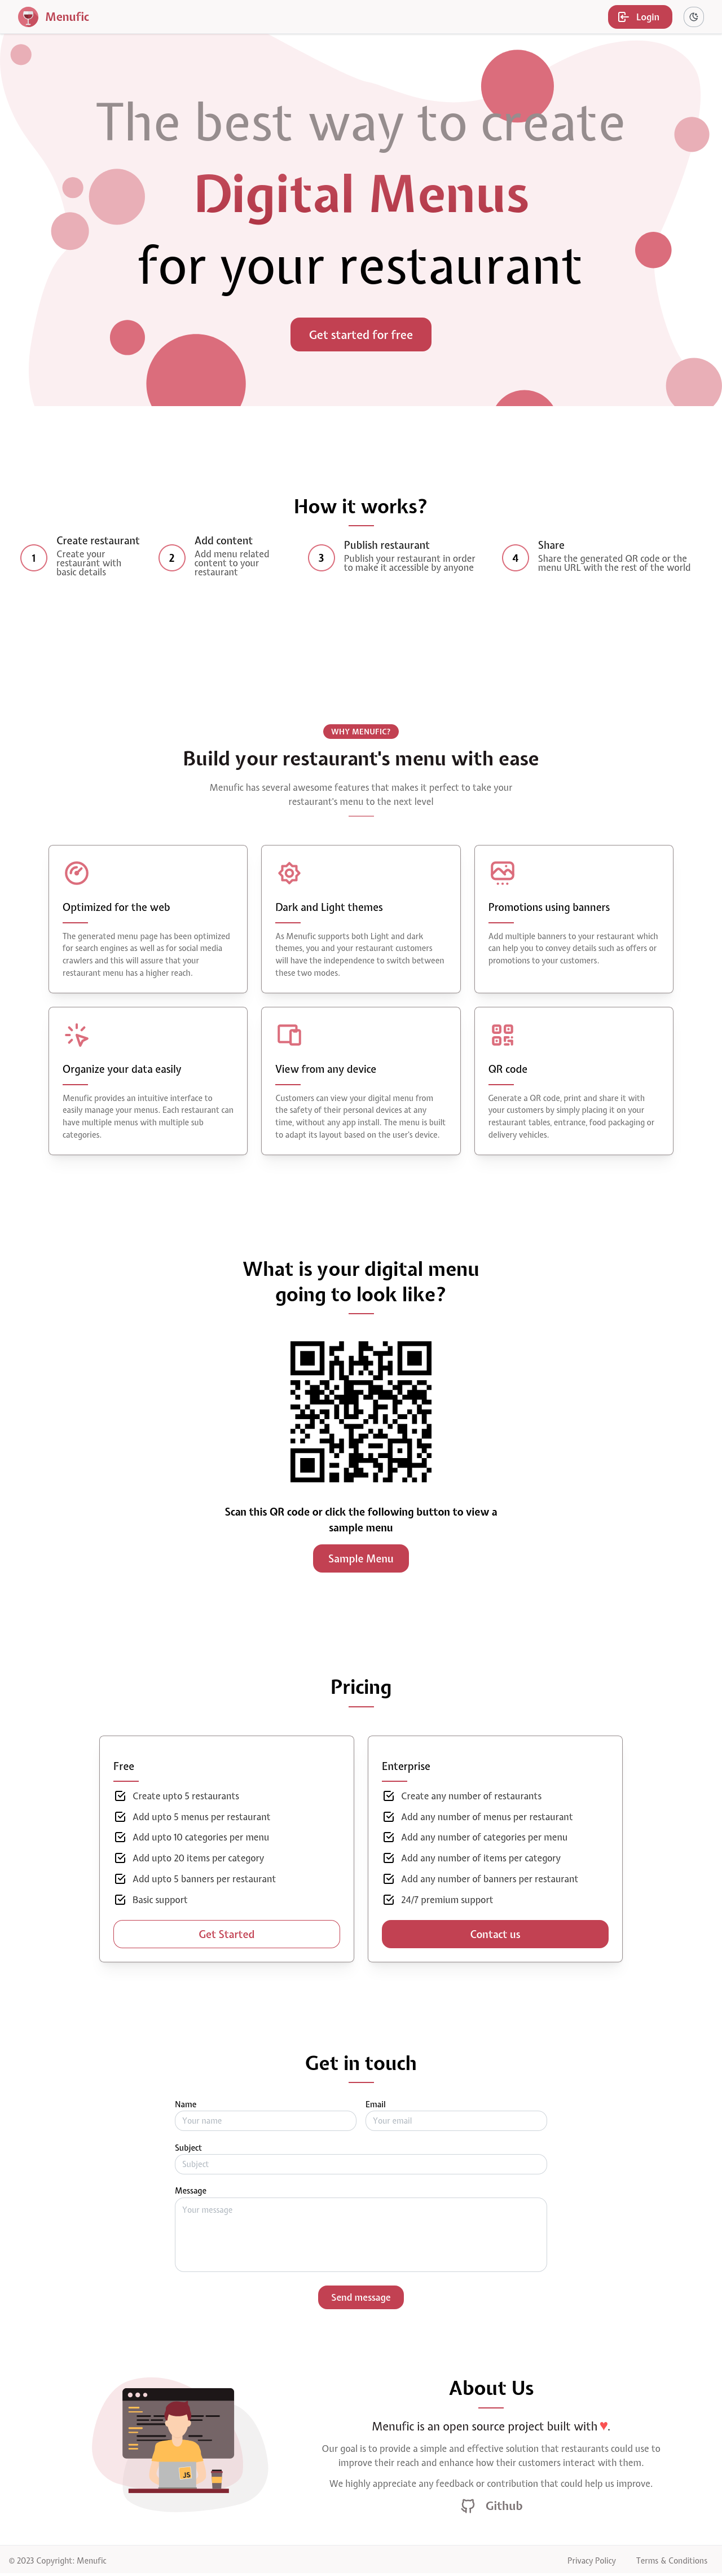 Menufic
Login
The best way to create
Digital Menus
for your restaurant
Get started for free
How it works?
1
Create restaurant
Create your
restaurant with
basic details
2
Add content
Add menu related
content to your
restaurant
3
Publish restaurant
Publish your restaurant in order
to make it accessible by anyone
4
Share
Share the generated QR code or the
menu URL with the rest of the world
WHY MENUFIC?
Build your restaurant's menu with ease
Menufic has several awesome features that makes it perfect to take your
restaurant's menu to the next level
Optimized for the web
The generated menu page has been optimized
for search engines as well as for social media
crawlers and this will assure that your
restaurant menu has a higher reach.
Dark and Light themes
As Menufic supports both Light and dark
themes, you and your restaurant customers
will have the independence to switch between
these two modes.
Promotions using banners
Add multiple banners to your restaurant which
can help you to convey details such as offers or
promotions to your customers.
Organize your data easily
Menufic provides an intuitive interface to
easily manage your menus. Each restaurant can
have multiple menus with multiple sub
categories.
View from any device
Customers can view your digital menu from
the safety of their personal devices at any
time, without any app install. The menu is built
to adapt its layout based on the user's device.
QR code
Generate a QR code, print and share it with
your customers by simply placing it on your
restaurant tables, entrance, food packaging or
delivery vehicles.
What is your digital menu
going to look like?
Scan this QR code or click the following button to view a
sample menu
Sample Menu
Pricing
Free
Create upto 5 restaurants
Add upto 5 menus per restaurant
Add upto 10 categories per menu
Add upto 20 items per category
Add upto 5 banners per restaurant
Basic support
Get Started
Enterprise
Create any number of restaurants
Add any number of menus per restaurant
Add any number of categories per menu
Add any number of items per category
Add any number of banners per restaurant
24/7 premium support
Contact us
Get in touch
Name
Your name
Email
Your email
Subject
Subject
Message
Your message
Send message
JS
About Us
Menufic is an open source project built with ♥.
Our goal is to provide a simple and effective solution that restaurants could use to
improve their reach and enhance how their customers interact with them.
We highly appreciate any feedback or contribution that could help us improve.
Github
© 2023 Copyright: Menufic
Privacy Policy
Terms & Conditions